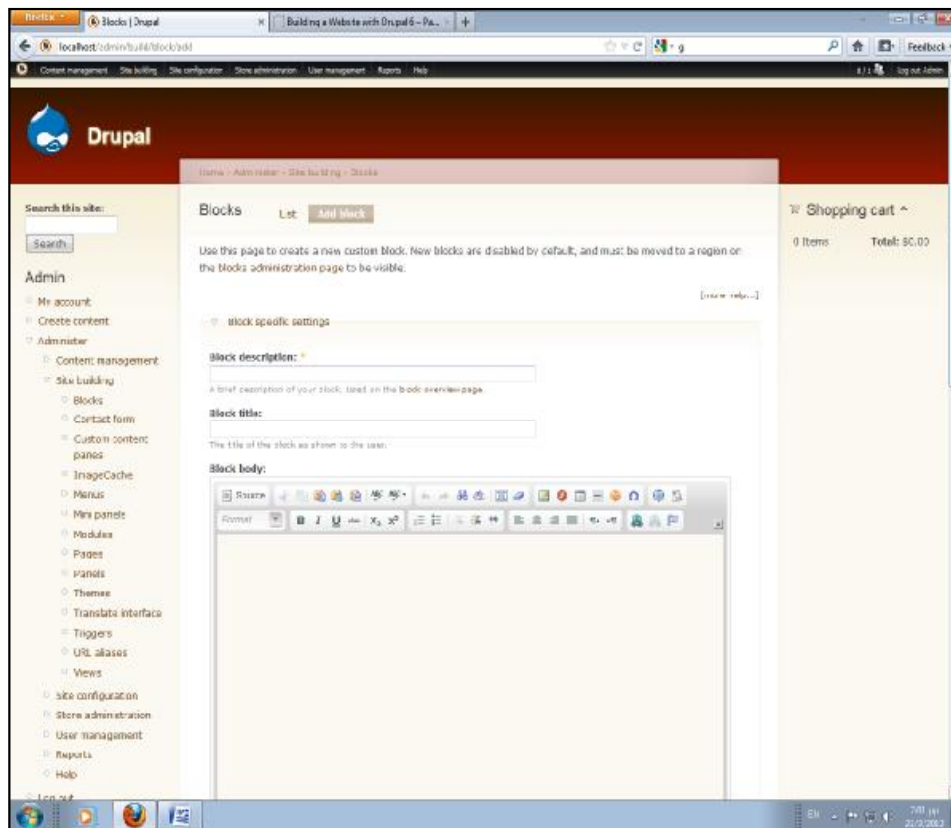 Firefox
Blocks | Drupal
Building a Website with Drupal 6 – Pa...
localhost/admin/build/block/add
Feedback
Content management Site building Site configuration Store administration User management Reports Help
Log out Admin
Drupal
Home › Administer › Site building › Blocks
Search this site:
Search
Admin
My account
Create content
Administer
Content management
Site building
Blocks
Contact form
Custom content
panes
ImageCache
Menus
Mini panels
Modules
Pages
Panels
Themes
Translate interface
Triggers
URL aliases
Views
Site configuration
Store administration
User management
Reports
Help
Log out
Blocks
List
Add block
Use this page to create a new custom block. New blocks are disabled by default, and must be moved to a region on
the blocks administration page to be visible.
[more help...]
Block specific settings
Block description: *
A brief description of your block. Used on the block overview page.
Block title:
The title of the block as shown to the user.
Block body:
Source
Format
B I U abc X₂ X²
Shopping cart
0 Items Total: $0.00
EN